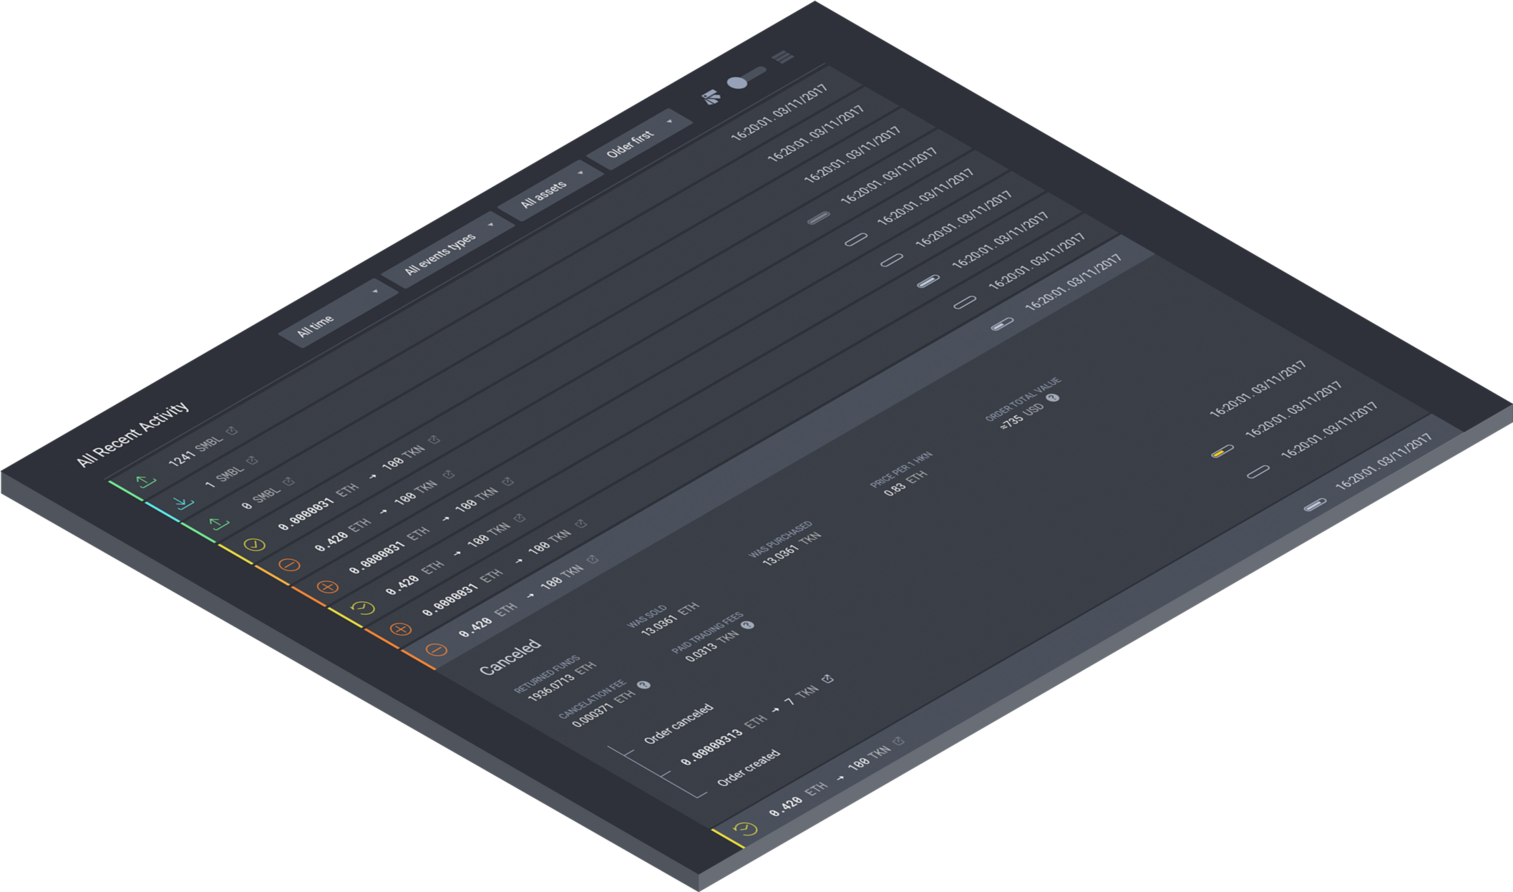 All Recent Activity
All time
All events types
All assets
Older first
1241 SMBL 16:20:01. 03/11/2017
1 SMBL 16:20:01. 03/11/2017
0 SMBL 16:20:01. 03/11/2017
0.0000031 ETH → 100 TKN 16:20:01. 03/11/2017
0.420 ETH → 100 TKN 16:20:01. 03/11/2017
0.0000031 ETH → 100 TKN 16:20:01. 03/11/2017
0.420 ETH → 100 TKN 16:20:01. 03/11/2017
0.0000031 ETH → 100 TKN 16:20:01. 03/11/2017
0.420 ETH → 100 TKN 16:20:01. 03/11/2017
Canceled
RETURNED FUNDS WAS SOLD WAS PURCHASED PRICE PER 1 HKN ORDER TOTAL VALUE
1936.0713 ETH 13.0361 ETH 13.0361 TKN 0.83 ETH ≈735 USD ?
CANCELATION FEE PAID TRADING FEES
0.000371 ETH ? 0.0313 TKN ?
Order canceled 16:20:01. 03/11/2017
0.00000313 ETH → 7 TKN 16:20:01. 03/11/2017
Order created 16:20:01. 03/11/2017
0.420 ETH → 100 TKN 16:20:01. 03/11/2017